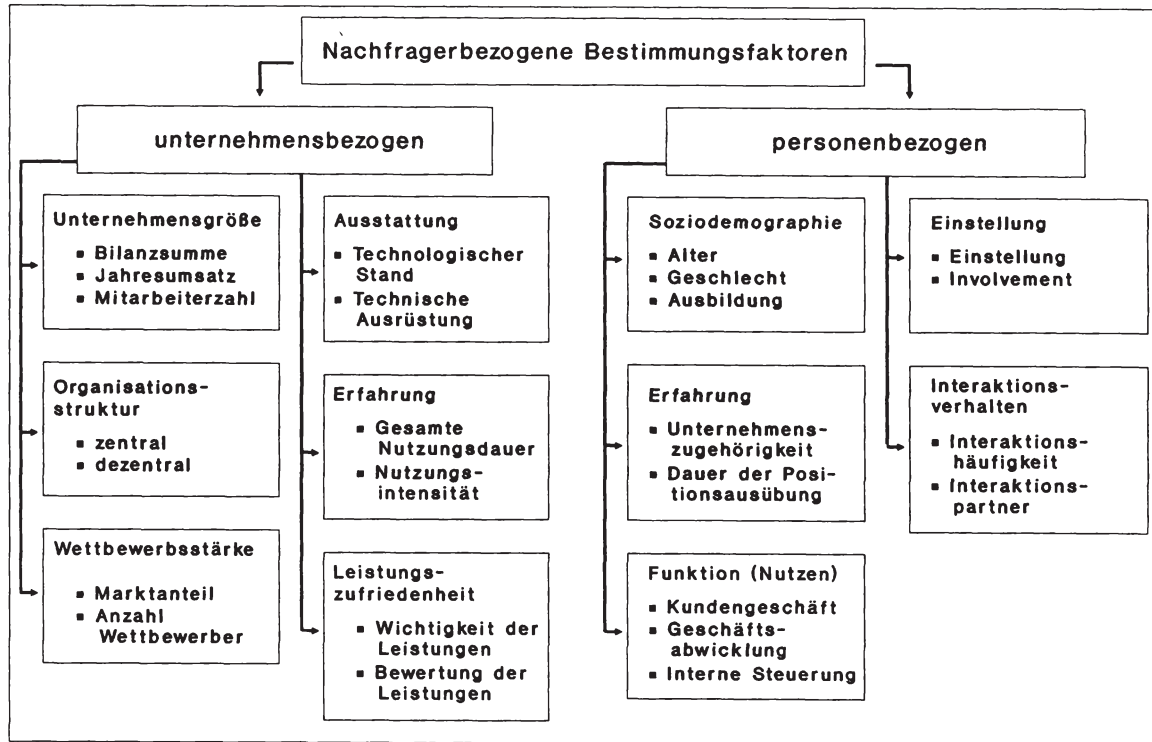 Nachfragerbezogene Bestimmungsfaktoren
unternehmensbezogen
Unternehmensgröße
▪ Bilanzsumme
▪ Jahresumsatz
▪ Mitarbeiterzahl
Organisations-
struktur
▪ zentral
▪ dezentral
Wettbewerbsstärke
▪ Marktanteil
▪ Anzahl
Wettbewerber
Ausstattung
▪ Technologischer
Stand
▪ Technische
Ausrüstung
Erfahrung
▪ Gesamte
Nutzungsdauer
▪ Nutzungs-
intensität
Leistungs-
zufriedenheit
▪ Wichtigkeit der
Leistungen
▪ Bewertung der
Leistungen
personenbezogen
Soziodemographie
▪ Alter
▪ Geschlecht
▪ Ausbildung
Erfahrung
▪ Unternehmens-
zugehörigkeit
▪ Dauer der Posi-
tionsausübung
Funktion (Nutzen)
▪ Kundengeschäft
▪ Geschäfts-
abwicklung
▪ Interne Steuerung
Einstellung
▪ Einstellung
▪ Involvement
Interaktions-
verhalten
▪ Interaktions-
häufigkeit
▪ Interaktions-
partner